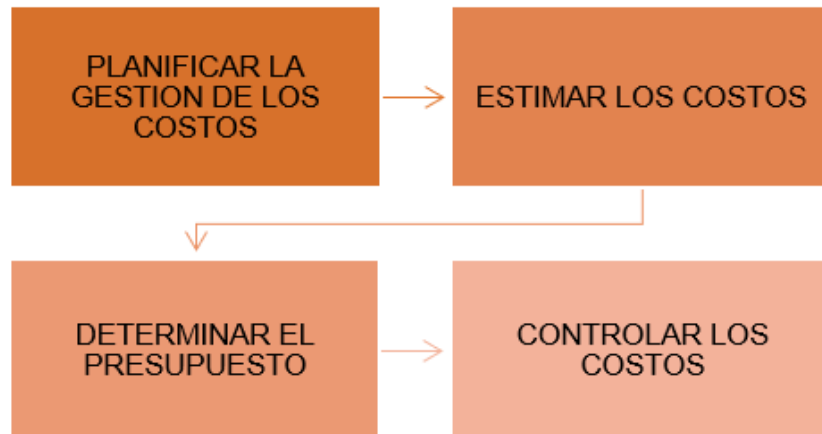 PLANIFICAR LA
GESTION DE LOS
COSTOS
ESTIMAR LOS COSTOS
DETERMINAR EL
PRESUPUESTO
CONTROLAR LOS
COSTOS